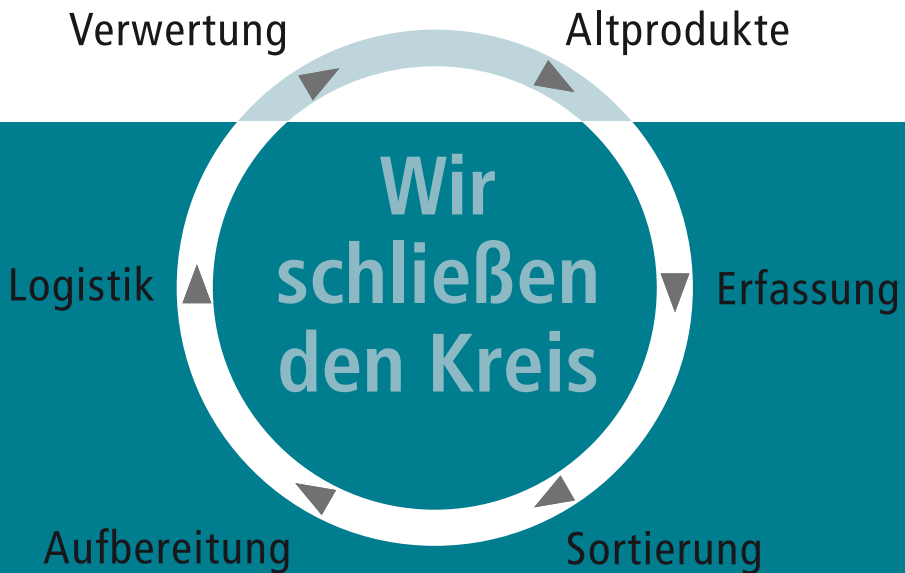 Verwertung
Altprodukte
Wir
schließen
den Kreis
Logistik
Erfassung
Aufbereitung
Sortierung